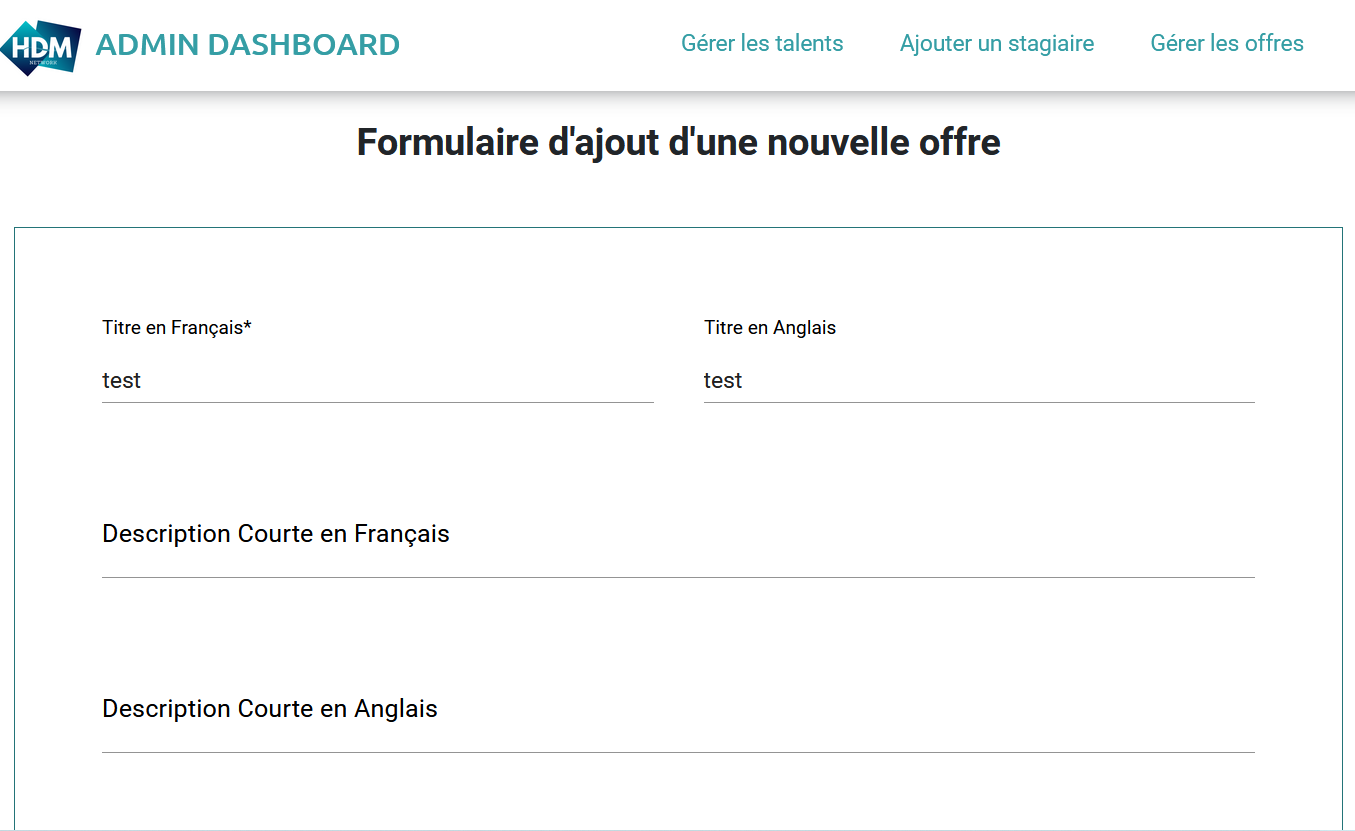 HDM
NETWORK
ADMIN DASHBOARD
Gérer les talents
Ajouter un stagiaire
Gérer les offres
Formulaire d'ajout d'une nouvelle offre
Titre en Français*
Titre en Anglais
test
test
Description Courte en Français
Description Courte en Anglais